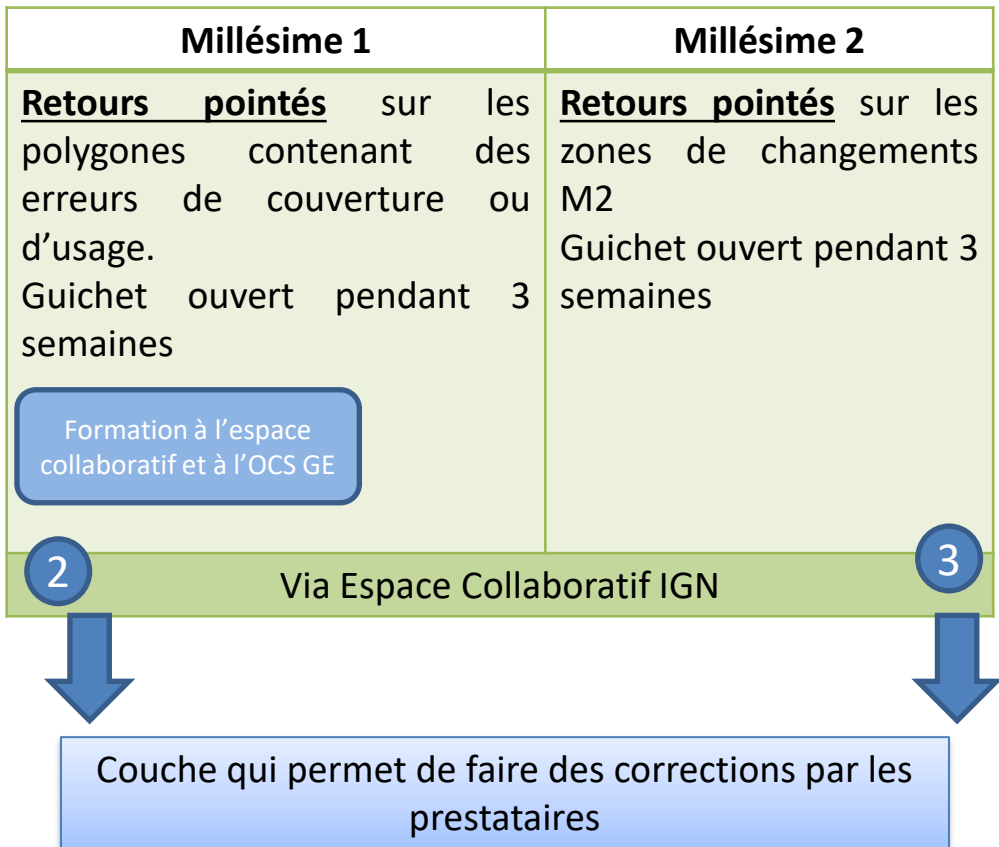 Millésime 1
Millésime 2
Retours pointés sur les
polygones contenant des
erreurs de couverture ou
d’usage.
Guichet ouvert pendant 3
semaines
Retours pointés sur les
zones de changements
M2
Guichet ouvert pendant 3
semaines
Formation à l’espace
collaboratif et à l’OCS GE
2
Via Espace Collaboratif IGN
3
Couche qui permet de faire des corrections par les
prestataires